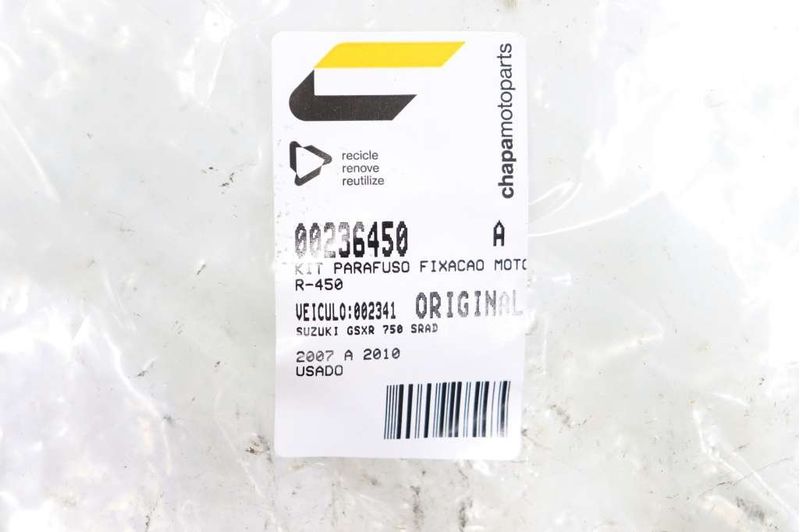 chapamotoparts
recicle
renove
reutilize
00236450 A
KIT PARAFUSO FIXACAO MOTO
R-450
VEICULO:002341 ORIGINAL
SUZUKI GSXR 750 SRAD
2007 A 2010
USADO